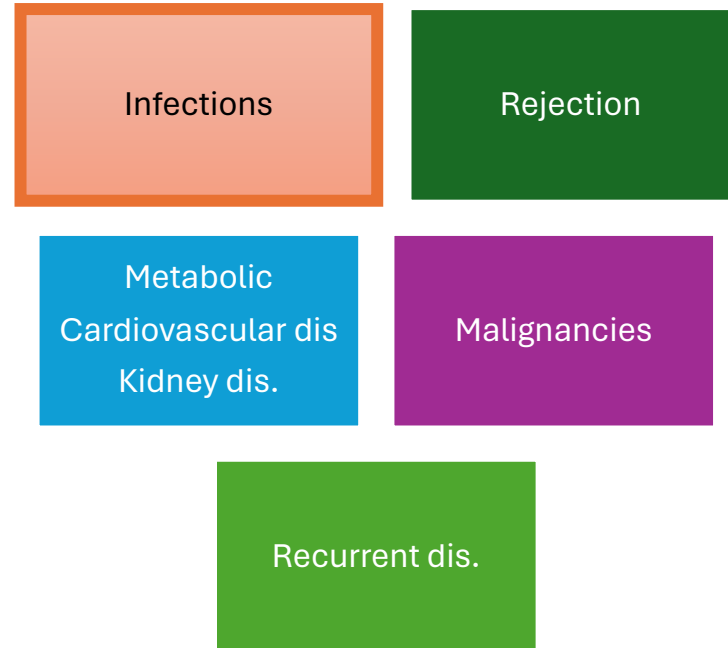 Infections
Rejection
Metabolic
Cardiovascular dis
Kidney dis.
Malignancies
Recurrent dis.